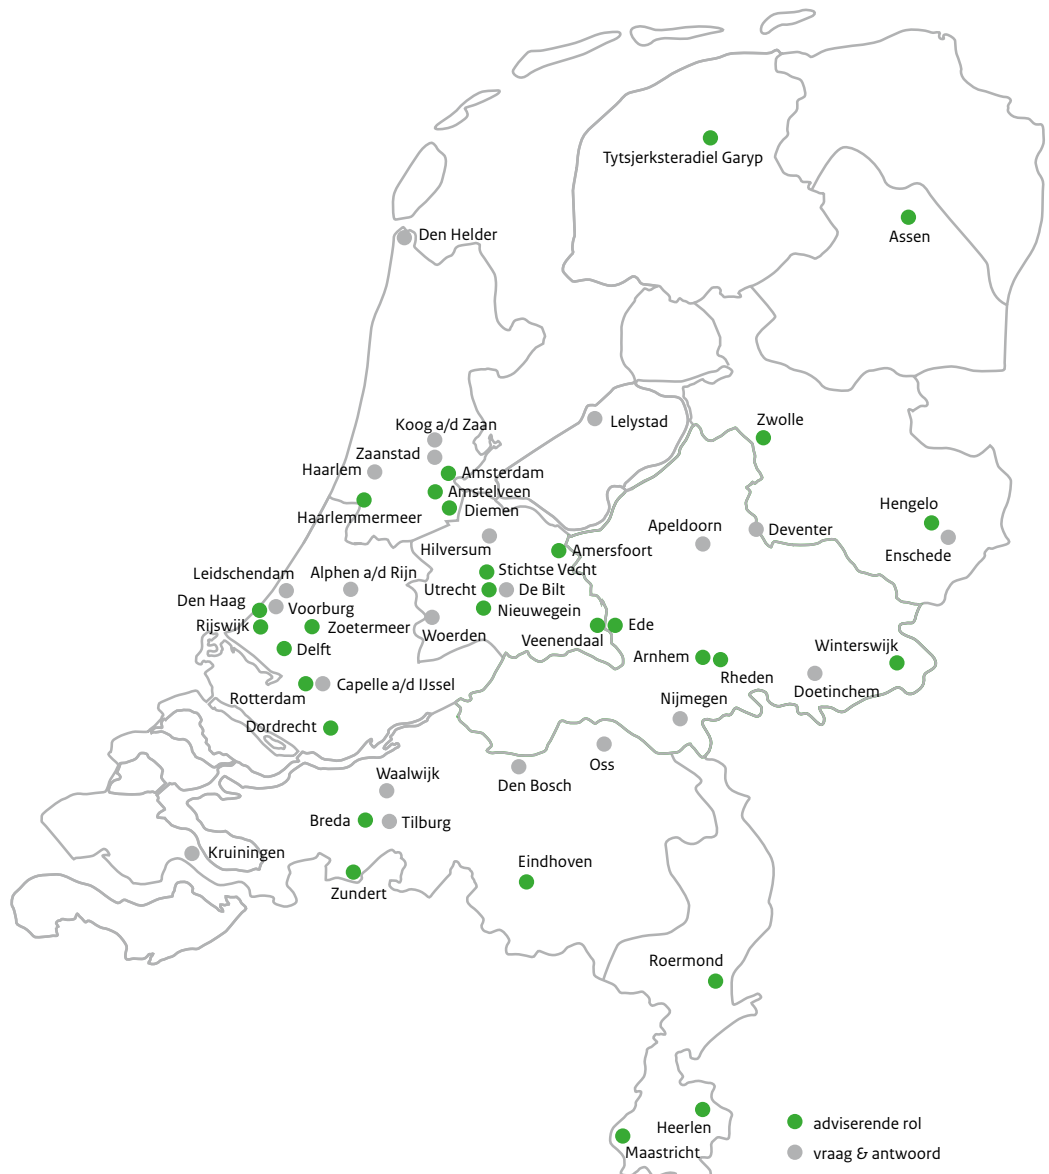 Tytsjerksteradiel Garyp
Assen
Den Helder
Lelystad
Zwolle
Koog a/d Zaan
Zaanstad
Haarlem
Amsterdam
Amstelveen
Diemen
Haarlemmermeer
Hengelo
Enschede
Apeldoorn
Deventer
Hilversum
Amersfoort
Stichtse Vecht
Leidschendam
Alphen a/d Rijn
Utrecht
De Bilt
Den Haag
Voorburg
Nieuwegein
Rijswijk
Zoetermeer
Woerden
Veenendaal
Ede
Delft
Arnhem
Rheden
Winterswijk
Doetinchem
Rotterdam
Capelle a/d IJssel
Nijmegen
Dordrecht
Oss
Den Bosch
Waalwijk
Breda
Tilburg
Kruiningen
Zundert
Eindhoven
Roermond
Heerlen
Maastricht
adviserende rol
vraag & antwoord